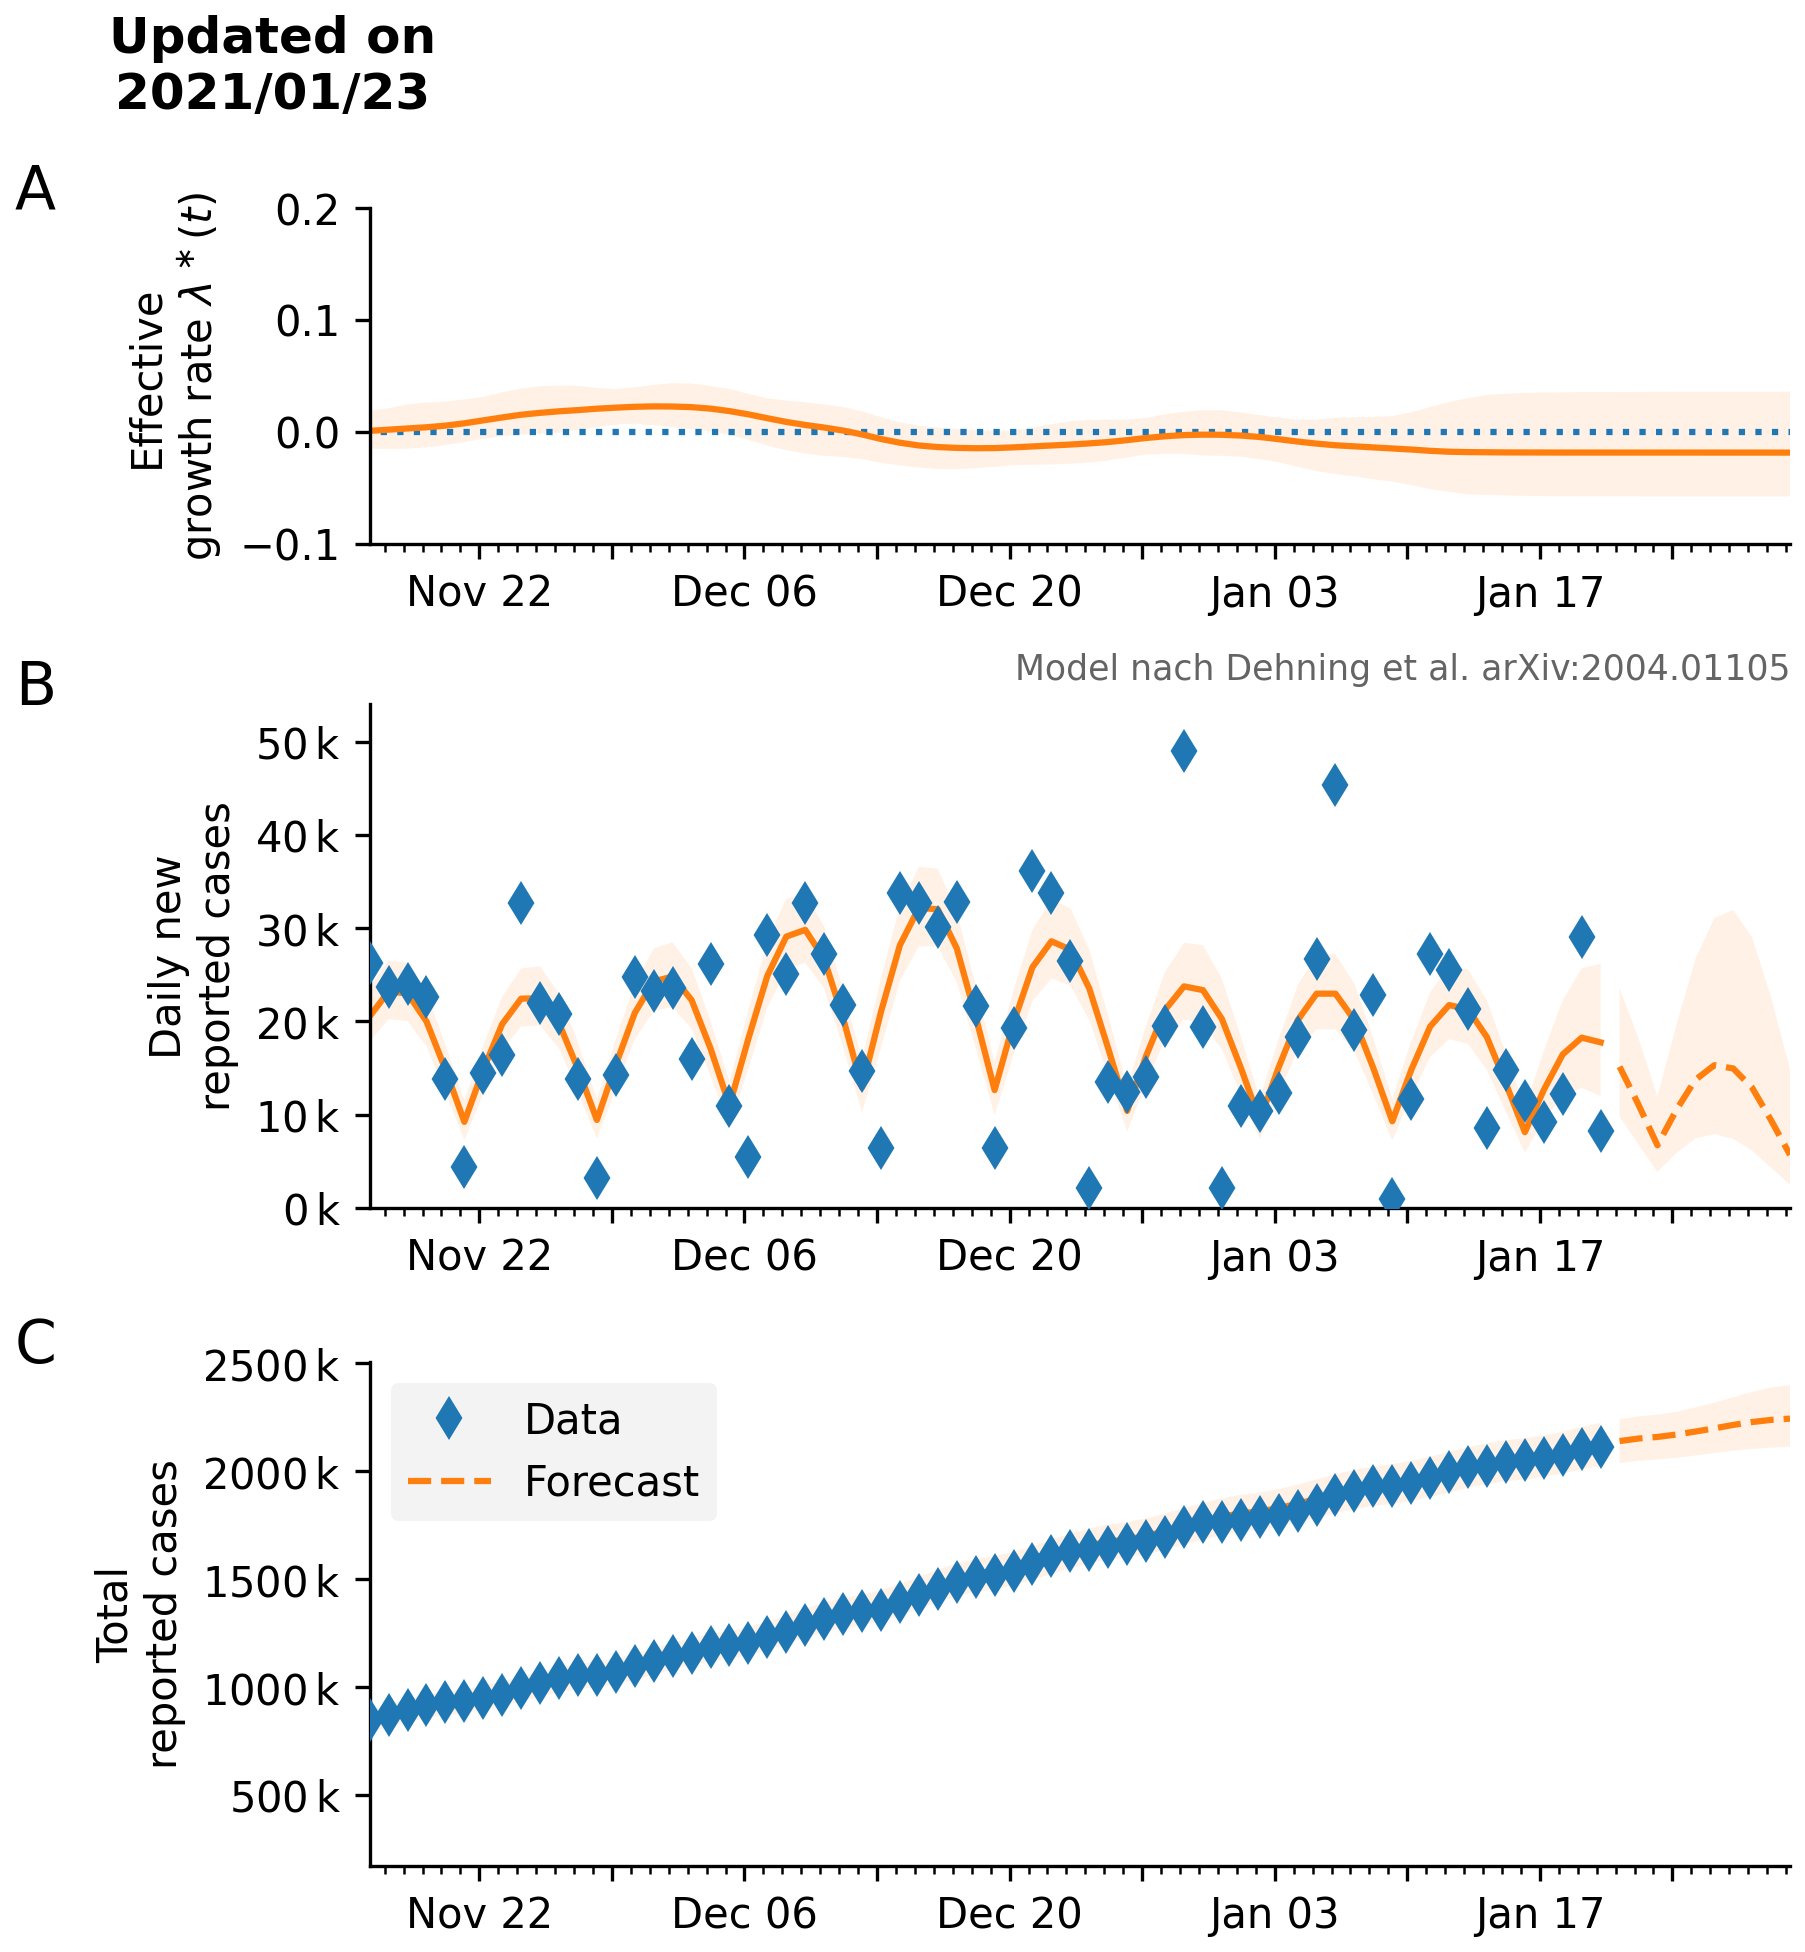 Updated on
2021/01/23
A
Effective
growth rate λ * (t)
0.2
0.1
0.0
−0.1
Nov 22
Dec 06
Dec 20
Jan 03
Jan 17
Model nach Dehning et al. arXiv:2004.01105
B
Daily new
reported cases
50 k
40 k
30 k
20 k
10 k
0 k
Nov 22
Dec 06
Dec 20
Jan 03
Jan 17
C
Total
reported cases
2500 k
2000 k
1500 k
1000 k
500 k
Data
Forecast
Nov 22
Dec 06
Dec 20
Jan 03
Jan 17